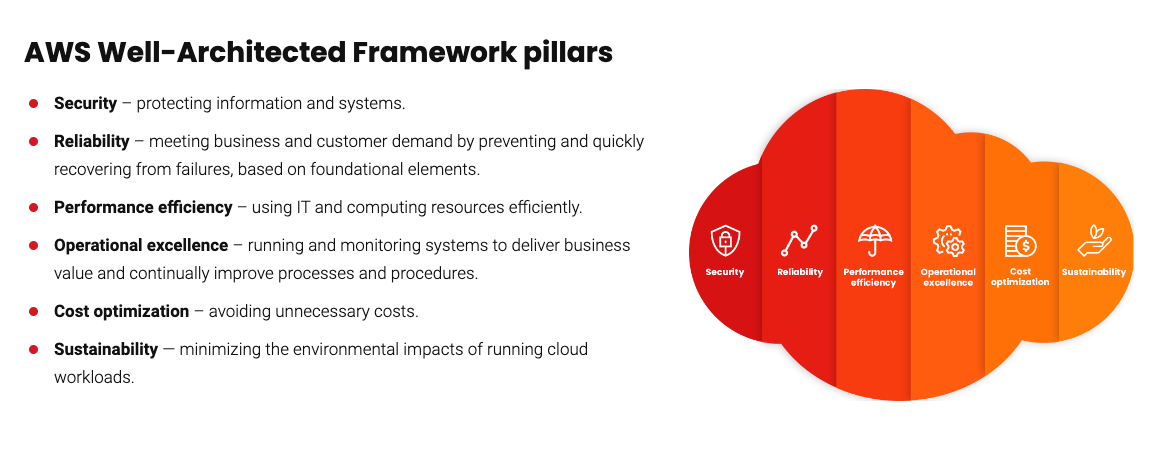 AWS Well-Architected Framework pillars
Security – protecting information and systems.
Reliability – meeting business and customer demand by preventing and quickly
recovering from failures, based on foundational elements.
Performance efficiency – using IT and computing resources efficiently.
Operational excellence – running and monitoring systems to deliver business
value and continually improve processes and procedures.
Cost optimization – avoiding unnecessary costs.
Sustainability — minimizing the environmental impacts of running cloud
workloads.
Security
Reliability
Performance
efficiency
Operational
excellence
$
Cost
optimization
Sustainability